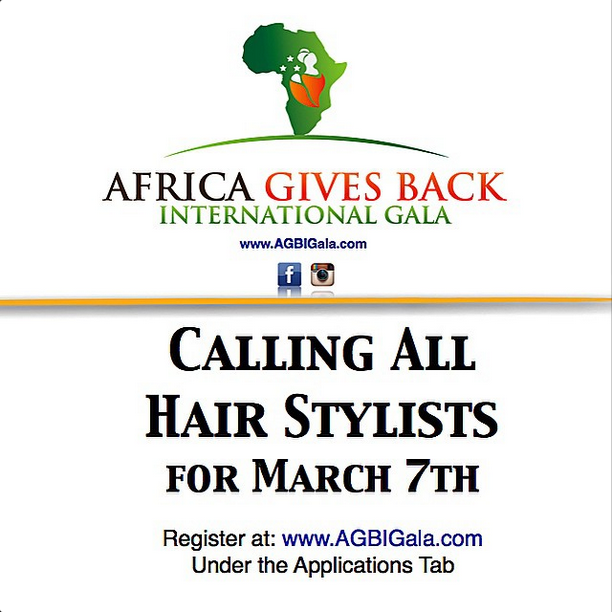 AFRICA GIVES BACK
INTERNATIONAL GALA
www.AGBIGala.com
f
CALLING ALL
HAIR STYLISTS
FOR MARCH 7TH
Register at: www.AGBIGala.com
Under the Applications Tab